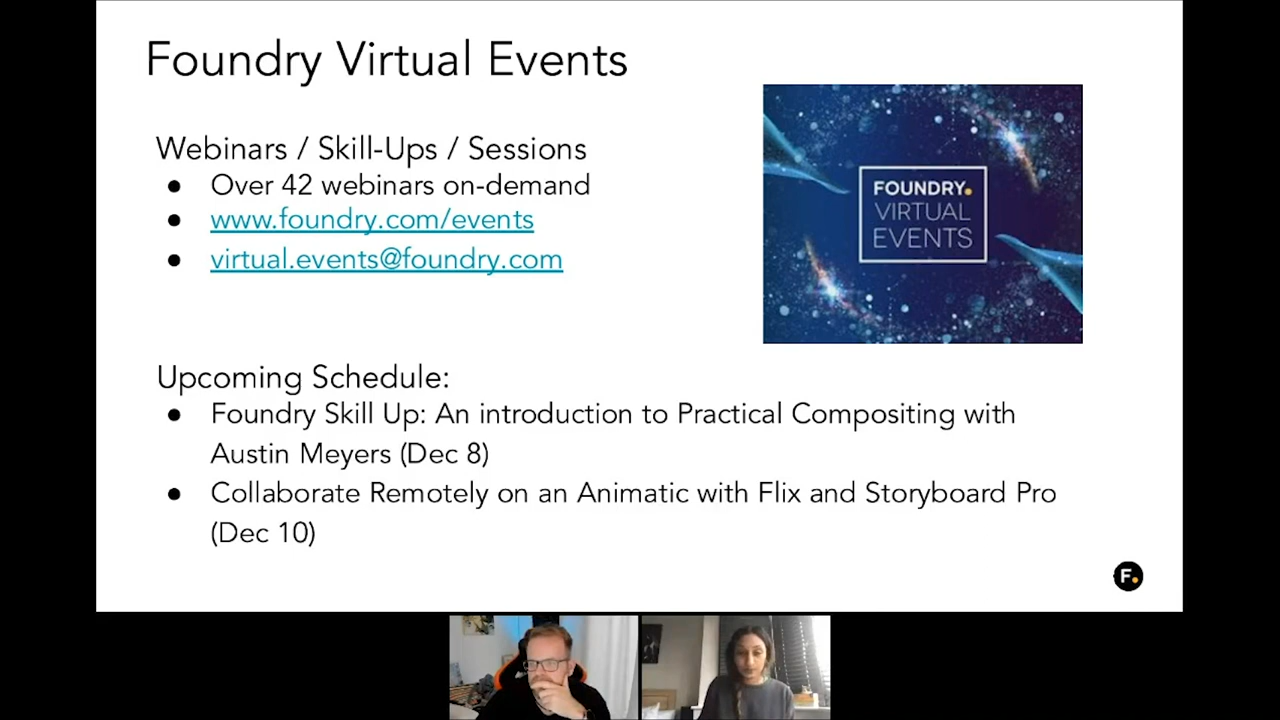 Foundry Virtual Events
Webinars / Skill-Ups / Sessions
● Over 42 webinars on-demand
● www.foundry.com/events
● virtual.events@foundry.com
FOUNDRY.
VIRTUAL
EVENTS
Upcoming Schedule:
● Foundry Skill Up: An introduction to Practical Compositing with
Austin Meyers (Dec 8)
● Collaborate Remotely on an Animatic with Flix and Storyboard Pro
(Dec 10)
F.